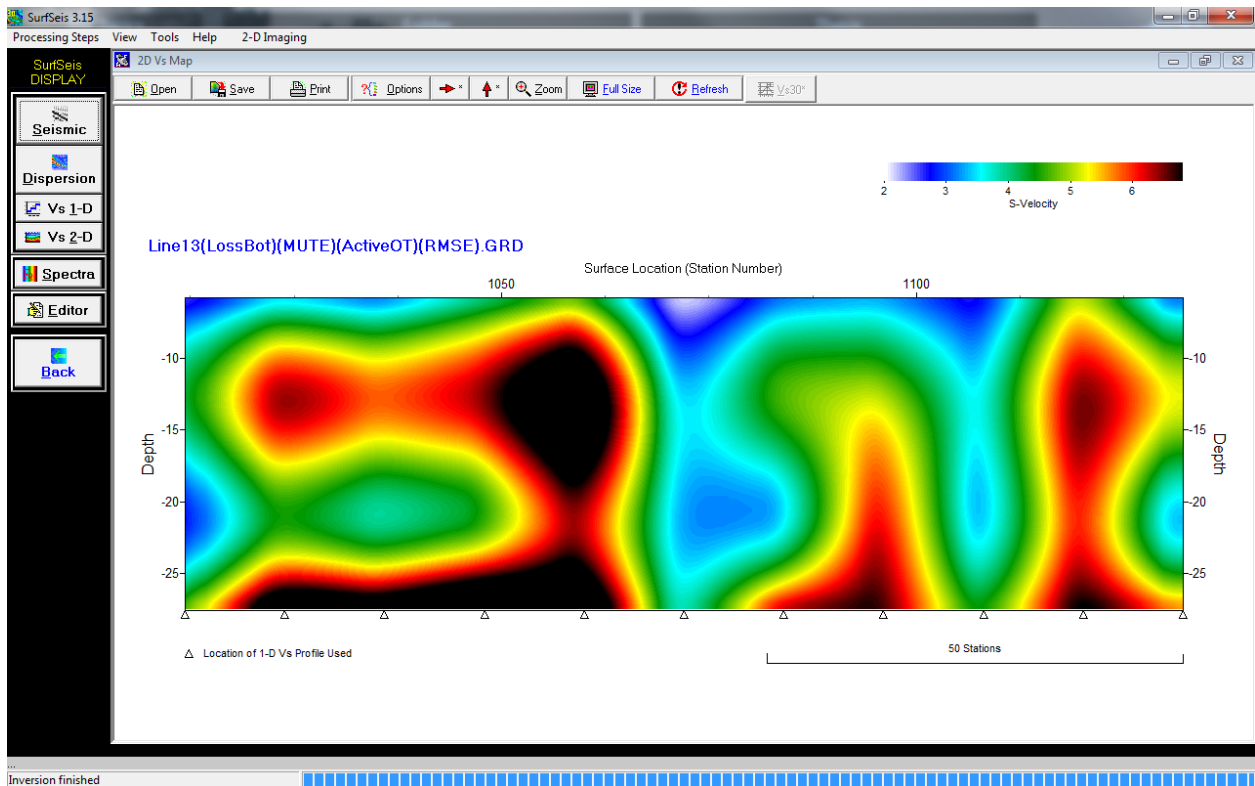 SurfSeis 3.15
Processing Steps View Tools Help 2-D Imaging
SurfSeis
DISPLAY
2D Vs Map
Open Save Print Options × × Zoom Full Size Refresh Vs30×
Seismic
Dispersion
Vs 1-D
Vs 2-D
Spectra
Editor
Back
2 3 4 5 6
S-Velocity
Line13(LossBot)(MUTE)(ActiveOT)(RMSE).GRD
Surface Location (Station Number)
1050 1100
-10 -10
-15 -15
Depth Depth
-20 -20
-25 -25
Location of 1-D Vs Profile Used
50 Stations
...
Inversion finished